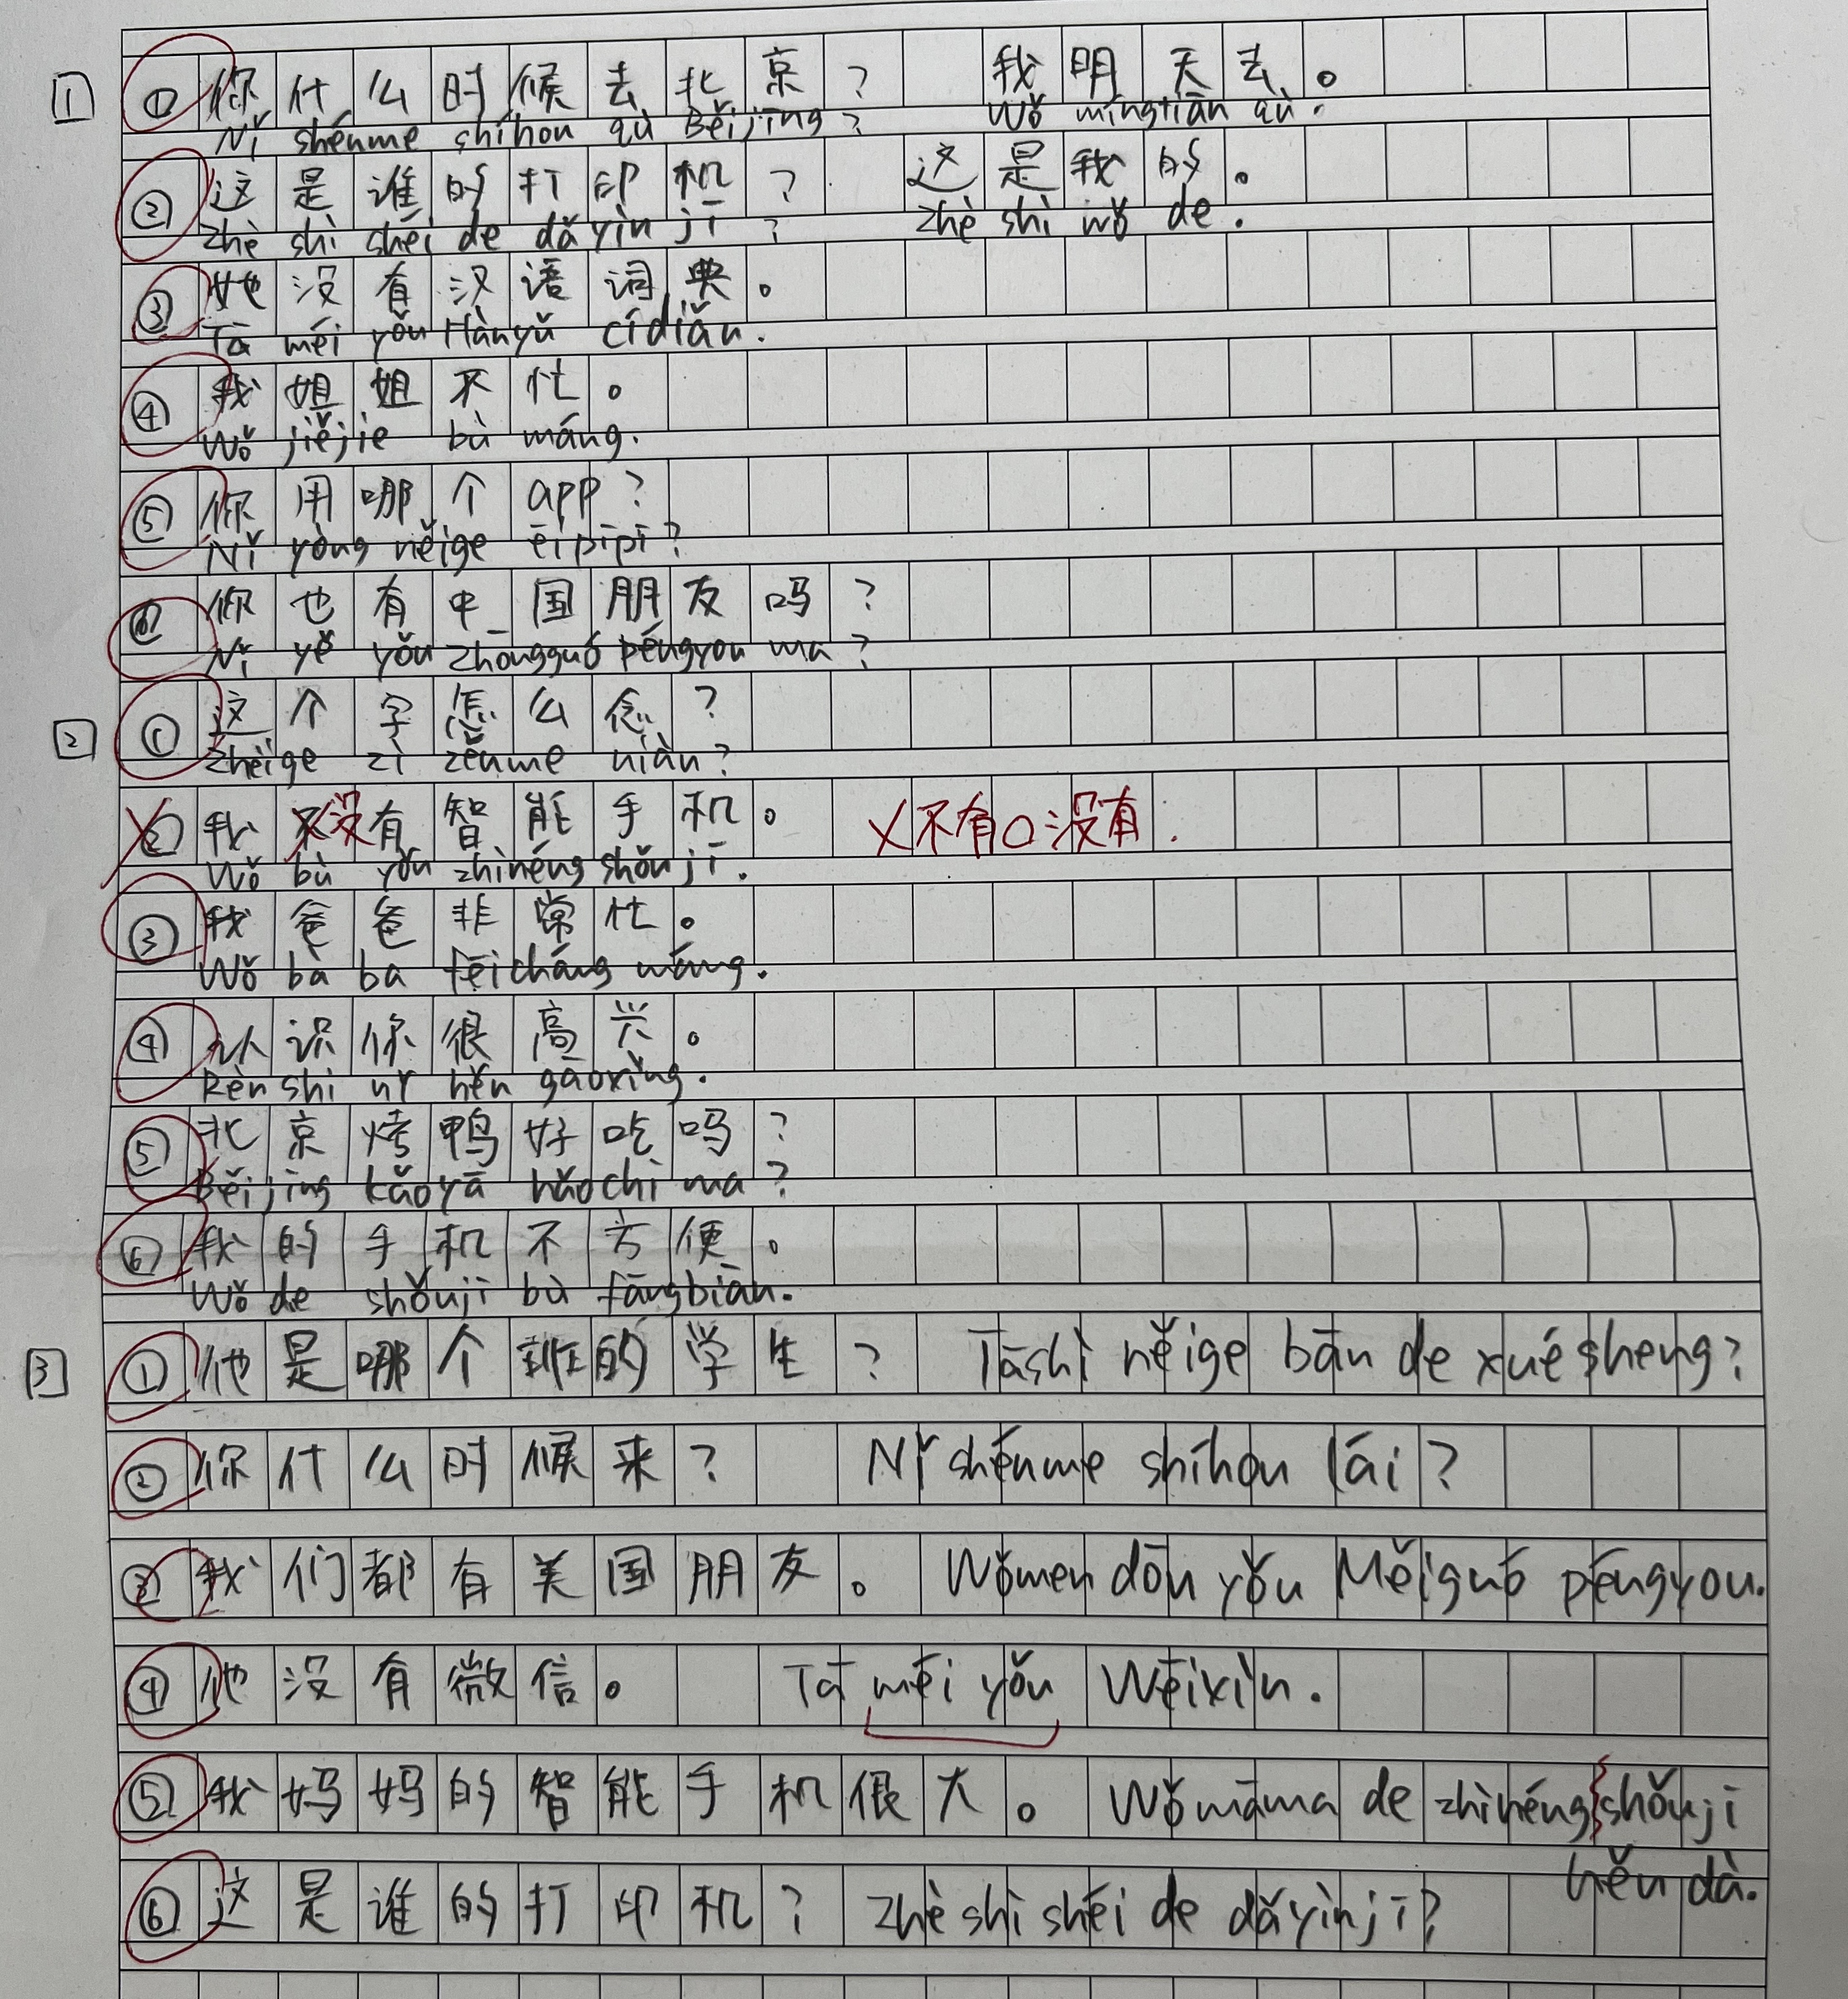 1 ① 你什么时候去北京? 我明天去。
Nǐ shénme shíhou qù Běijīng? Wǒ míngtiān qù.
② 这是谁的打印机? 这是我的。
zhè shì shéi de dǎyìnjī? zhè shì wǒ de.
③ 她没有汉语词典。
Tā méi yǒu Hànyǔ cídiǎn.
④ 我姐姐不忙。
Wǒ jiějie bù máng.
⑤ 你用哪个app?
Nǐ yòng něige ēipīpī?
⑥ 你也有中国朋友吗?
Nǐ yě yǒu zhōngguó péngyou ma?
2 ① 这个字怎么念?
zhèige zì zěnme niàn?
② 我不没有智能手机。 ×不有○没有.
Wǒ bù yǒu zhìnéng shǒujī.
③ 我爸爸非常忙。
Wǒ bàba fēicháng máng.
④ 认识你很高兴。
Rènshi nǐ hěn gāoxìng.
⑤ 北京烤鸭好吃吗?
Běijīng kǎoyā hǎochī ma?
⑥ 我的手机不方便。
Wǒ de shǒujī bù fāngbiàn.
3 ① 他是哪个班的学生? Tā shì něige bān de xuésheng?
② 你什么时候来? Nǐ shénme shíhou lái?
③ 我们都有美国朋友。 Wǒmen dōu yǒu Měiguó péngyou.
④ 他没有微信。 Tā méi yǒu Wēixìn.
⑤ 我妈妈的智能手机很大。 Wǒ māma de zhìnéng shǒujī
hěn dà.
⑥ 这是谁的打印机? zhè shì shéi de dǎyìnjī?